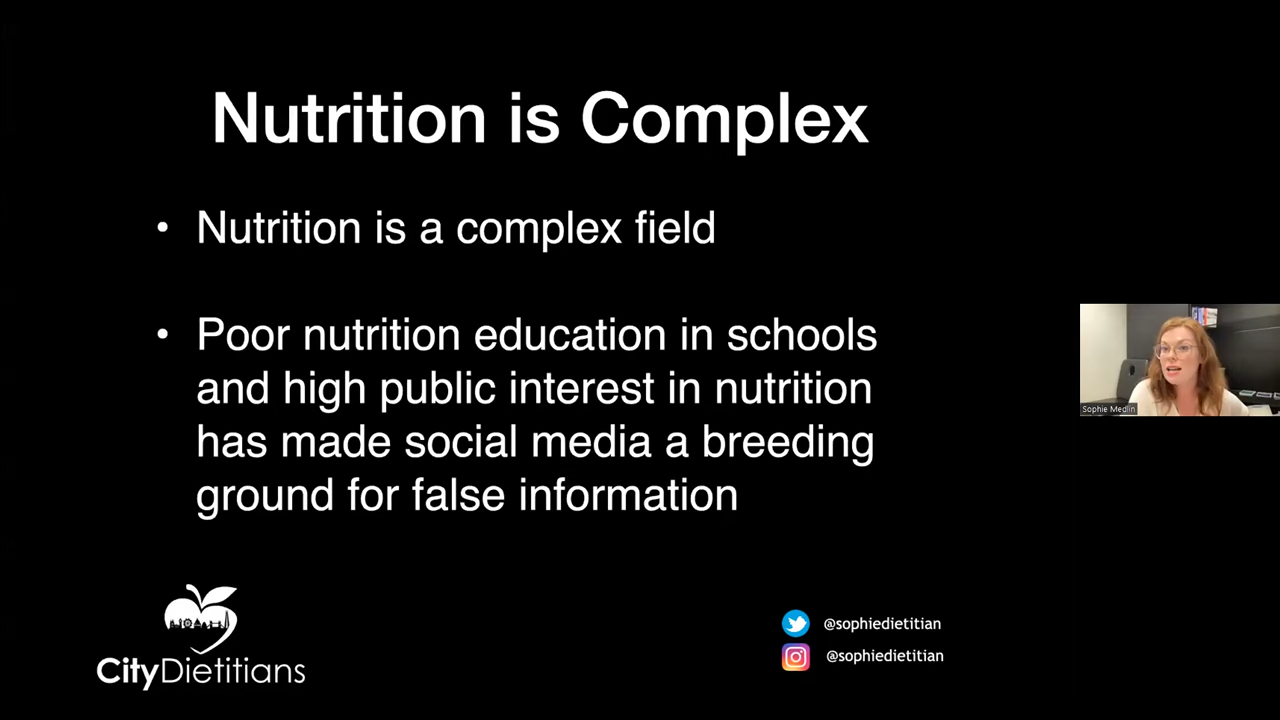 Nutrition is Complex
• Nutrition is a complex field
• Poor nutrition education in schools
and high public interest in nutrition
has made social media a breeding
ground for false information
Sophie Medlin
CityDietitians
@sophiedietitian
@sophiedietitian